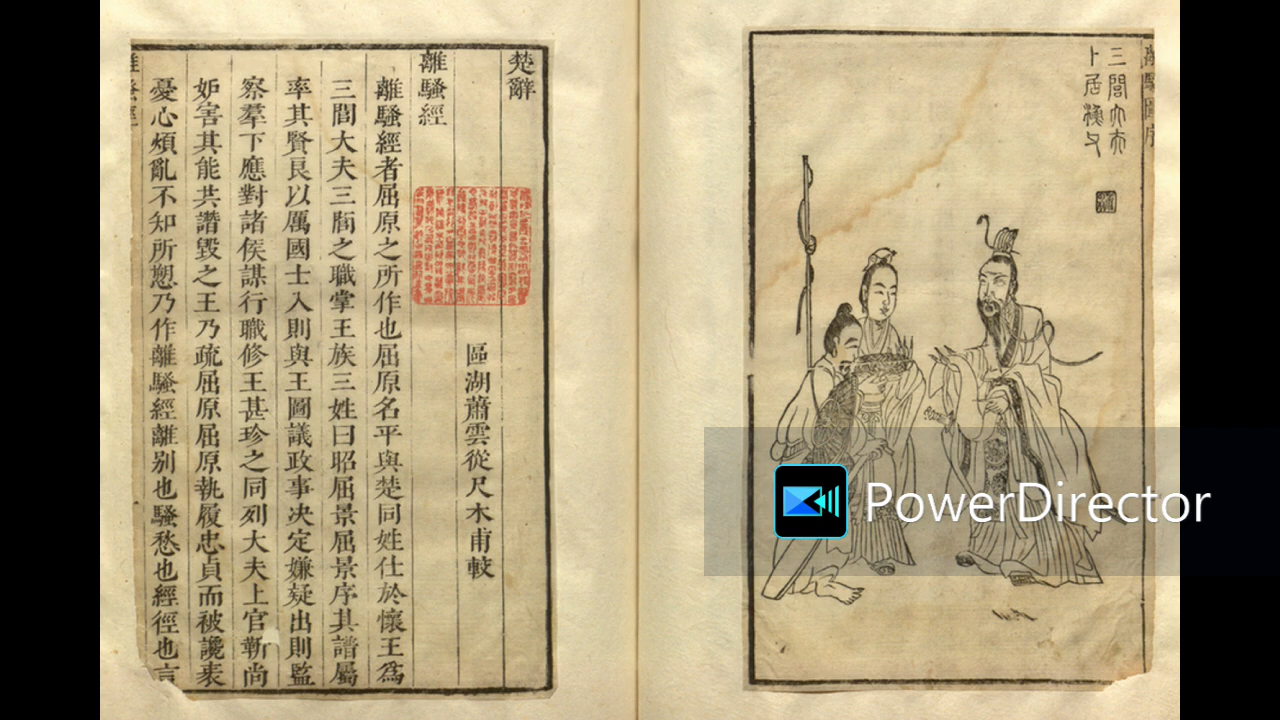 三閭大夫
卜居漁父
楚辭
區湖蕭雲從尺木甫較
離騷經
離騷經者屈原之所作也屈原名平與楚同姓仕於懷王為
三閭大夫三閭之職掌王族三姓曰昭屈景屈景序其譜屬
率其賢良以厲國士入則與王圖議政事决定嫌疑出則監
察羣下應對諸侯謀行職修王甚珍之同列大夫上官靳尚
妒害其能共譖毀之王乃疏屈原屈原執履忠貞而被讒衺
憂心煩亂不知所愬乃作離騷經離别也騷愁也經徑也言
離騷經
PowerDirector